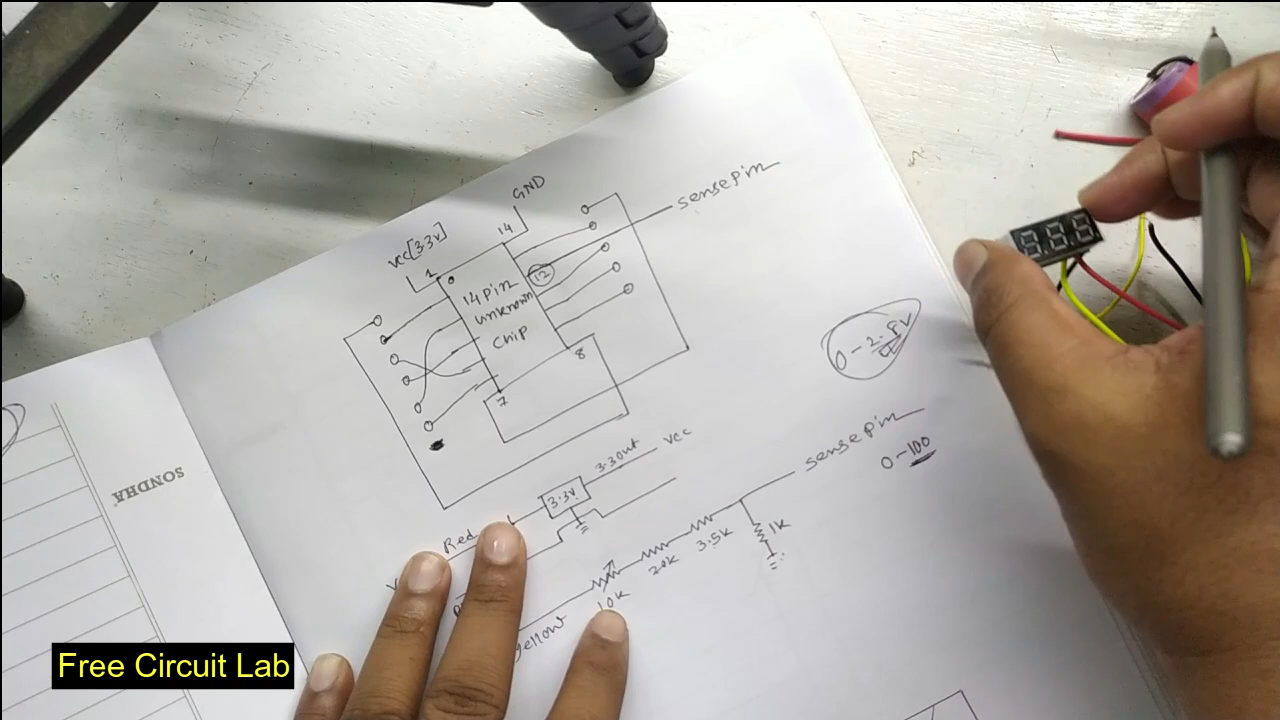 GND
sensepin
VCC[3.3v]
1
14
14 pin
unknown
chip
12
7
8
0-2.8V
SONDHA
3.3v
3.3out
VCC
Red
sensepin
0-100
1K
3.5K
20K
10K
yellow
Free Circuit Lab